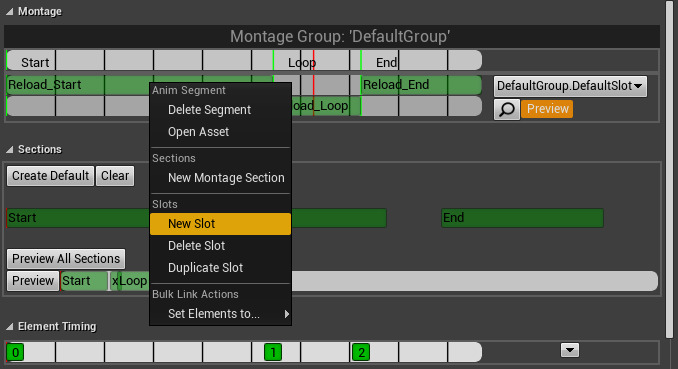 Montage
Montage Group: 'DefaultGroup'
Start Loop End
Reload_Start Reload_End DefaultGroup.DefaultSlot
oad_Loop Preview
Anim Segment
Delete Segment
Open Asset
Sections
New Montage Section
Slots
New Slot
Delete Slot
Duplicate Slot
Bulk Link Actions
Set Elements to...
Sections
Create Default Clear
Start End
Preview All Sections
Preview Start xLoop
Element Timing
0 1 2